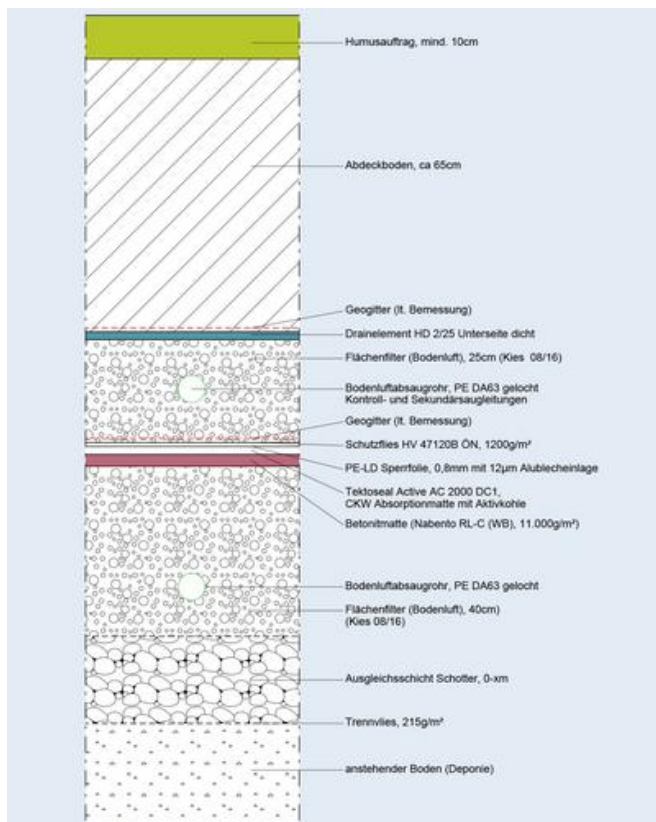 Humusauftrag, mind. 10cm
Abdeckboden, ca 65cm
Geogitter (lt. Bemessung)
Drainelement HD 2/25 Unterseite dicht
Flächenfilter (Bodenluft), 25cm (Kies 08/16)
Bodenluftabsaugrohr, PE DA63 gelocht
Kontroll- und Sekundärsaugleitungen
Geogitter (lt. Bemessung)
Schutzflies HV 47120B ÖN, 1200g/m²
PE-LD Sperrfolie, 0,8mm mit 12µm Alublecheinlage
Tektoseal Active AC 2000 DC1,
CKW Absorptionmatte mit Aktivkohle
Betonitmatte (Nabento RL-C (WB), 11.000g/m²)
Bodenluftabsaugrohr, PE DA63 gelocht
Flächenfilter (Bodenluft), 40cm)
(Kies 08/16)
Ausgleichsschicht Schotter, 0-xm
Trennvlies, 215g/m²
anstehender Boden (Deponie)